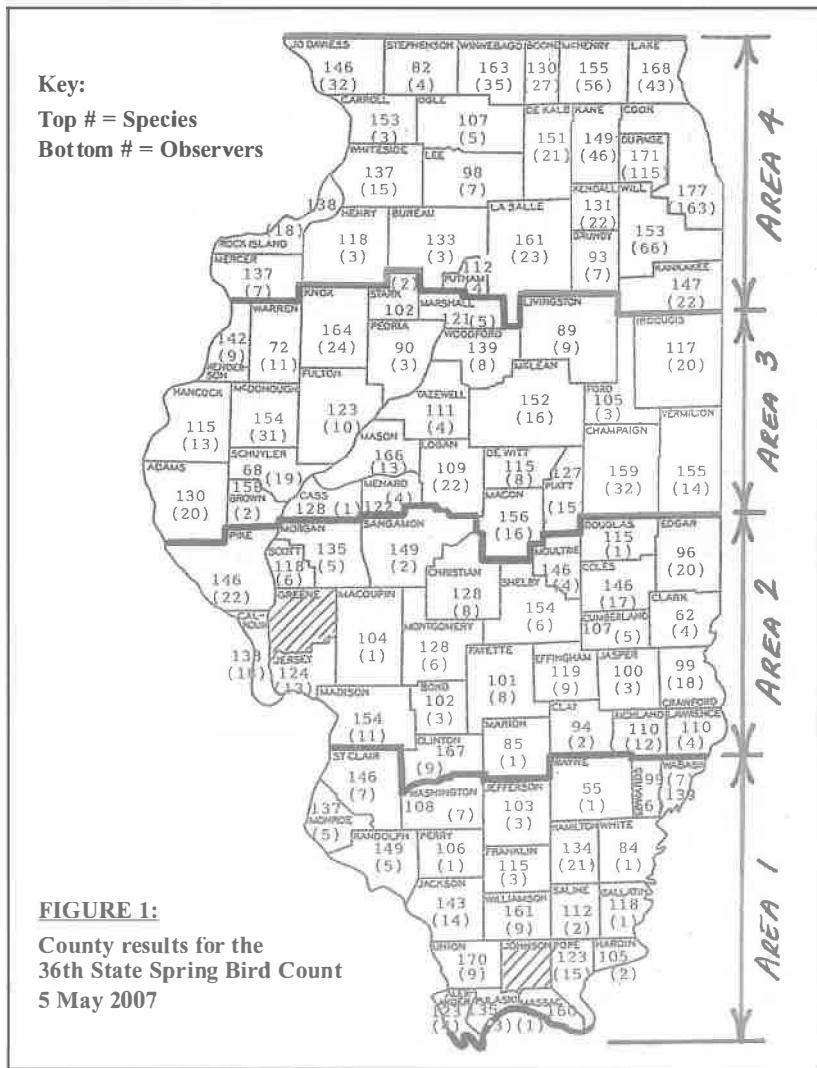 Key:
Top # = Species
Bottom # = Observers
JO DAVIESS STEPHENSON WINNEBAGO BOONE MCHENRY LAKE
146 82 163 130 155 168
(32) (4) (35) (27) (56) (43)
CARROLL OGLE DE KALB KANE COOK
153 107 151 149
(3) (5) (21) (46)
DU PAGE
171
(115)
WHITESIDE LEE KENDALL WILL
137 98 131 153 177
(15) (7) (22) (66) (163)
138
(18)
ROCK ISLAND
HENRY BUREAU LA SALLE GRUNDY
118 133 161 93
(3) (3) (23) (7)
MERCER PUTNAM KANKAKEE
137 112 147
(7) (4) (22)
WARREN KNOX STARK MARSHALL LIVINGSTON IROQUOIS
(2)
102
121 (5)
142 72 164 89 117
(9) (11) (24) (9) (20)
HENDERSON
PEORIA WOODFORD
90 139
(3) (8)
HANCOCK MCDONOUGH FULTON TAZEWELL MCLEAN FORD VERMILION
115 154 123 111 152 105 155
(13) (31) (10) (4) (16) (3) (14)
ADAMS SCHUYLER MASON LOGAN DE WITT CHAMPAIGN
130 68 (19) 166 109 115 159
(20) (13) (22) (8) (32)
BROWN CASS MENARD MACON PIATT
(2) 128 (1) (4) 156 127
122 (16) (15)
PIKE MORGAN SANGAMON DOUGLAS EDGAR
146 135 149 115 96
(22) (5) (2) (1) (20)
SCOTT CHRISTIAN MOULTRIE COLES
118 128 146 146
(6) (8) (4) (17)
GREENE MACOUPIN SHELBY CUMBERLAND CLARK
104 154 107 (5) 62
(1) (6) (4)
CALHOUN JERSEY MONTGOMERY
124 128
(13) (6)
FAYETTE EFFINGHAM JASPER CRAWFORD
101 119 100 99
(8) (9) (3) (18)
MADISON BOND CLAY RICHLAND LAWRENCE
154 102 94 110 110
(11) (3) (2) (12) (4)
CLINTON MARION
167 85
(9) (1)
ST CLAIR WASHINGTON JEFFERSON WAYNE EDWARDS WABASH
146 108 (7) 103 55 99 (7)
(7) (3) (1)
137
MONROE
(5)
RANDOLPH PERRY FRANKLIN HAMILTON WHITE
149 106 115 134 84
(5) (1) (3) (21) (1)
JACKSON WILLIAMSON SALINE GALLATIN
143 161 112 118
(14) (9) (2) (1)
UNION JOHNSON POPE HARDIN
170 123 105
(9) (15) (2)
ALEXANDER PULASKI MASSAC
123 135 160
(4) (3) (1)
AREA 4
AREA 3
AREA 2
AREA 1
FIGURE 1:
County results for the
36th State Spring Bird Count
5 May 2007